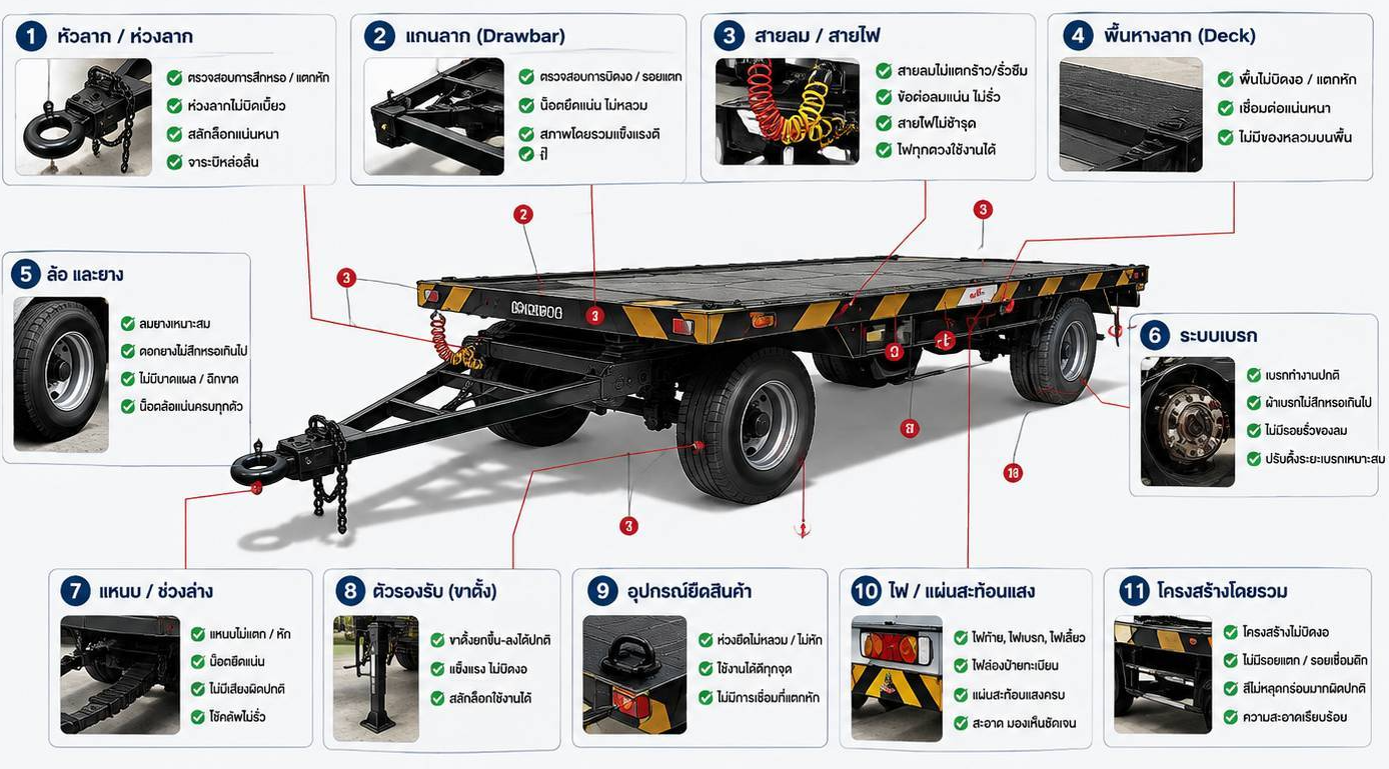 1 หัวลาก / ห่วงลาก
ตรวจสอบการสึกหรอ / แตกหัก
ห่วงลากไม่บิดเบี้ยว
สลักล็อกแน่นหนา
จาระบีหล่อลื่น
2 แกนลาก (Drawbar)
ตรวจสอบการบิดงอ / รอยแตก
น็อตยึดแน่น ไม่หลวม
สภาพโดยรวมแข็งแรงดี
3 สายลม / สายไฟ
สายลมไม่แตกร้าว/รั่วซึม
ข้อต่อลมแน่น ไม่รั่ว
สายไฟไม่ชำรุด
ไฟทุกดวงใช้งานได้
4 พื้นหางลาก (Deck)
พื้นไม่บิดงอ / แตกหัก
เชื่อมต่อแน่นหนา
ไม่มีของหลวมบนพื้น
2
3
3
3
5 ล้อ และยาง
ลมยางเหมาะสม
ดอกยางไม่สึกหรอเกินไป
ไม่มีบาดแผล / ฉีกขาด
น็อตล้อแน่นครบทุกตัว
6 ระบบเบรก
เบรกทำงานปกติ
ผ้าเบรกไม่สึกหรอเกินไป
ไม่มีรอยรั่วของลม
ปรับตั้งระยะเบรกเหมาะสม
3
7 แหนบ / ช่วงล่าง
แหนบไม่แตก / หัก
น็อตยึดแน่น
ไม่มีเสียงผิดปกติ
โช้กอัพไม่รั่ว
8 ตัวรองรับ (ขาตั้ง)
ขาตั้งยกขึ้น-ลงได้ปกติ
แข็งแรง ไม่บิดงอ
สลักล็อกใช้งานได้
9 อุปกรณ์ยึดสินค้า
ห่วงยึดไม่หลวม / ไม่หัก
ใช้งานได้ดีทุกจุด
ไม่มีการเชื่อมที่แตกหัก
10 ไฟ / แผ่นสะท้อนแสง
ไฟท้าย, ไฟเบรก, ไฟเลี้ยว
ไฟส่องป้ายทะเบียน
แผ่นสะท้อนแสงครบ
สะอาด มองเห็นชัดเจน
11 โครงสร้างโดยรวม
โครงสร้างไม่บิดงอ
ไม่มีรอยแตก / รอยเชื่อมฉีก
สีไม่หลุดกร่อนมากผิดปกติ
ความสะอาดเรียบร้อย